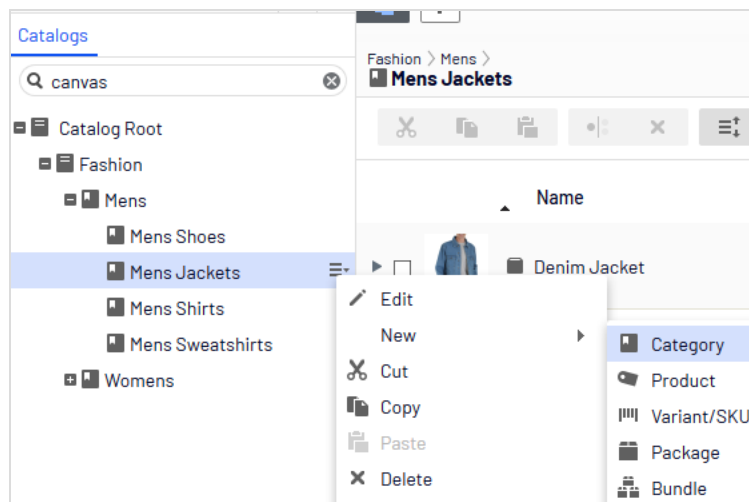 Catalogs
canvas
Catalog Root
Fashion
Mens
Mens Shoes
Mens Jackets
Mens Shirts
Mens Sweatshirts
Womens
Fashion > Mens >
Mens Jackets
Name
Denim Jacket
Edit
New
Cut
Copy
Paste
Delete
Category
Product
Variant/SKU
Package
Bundle